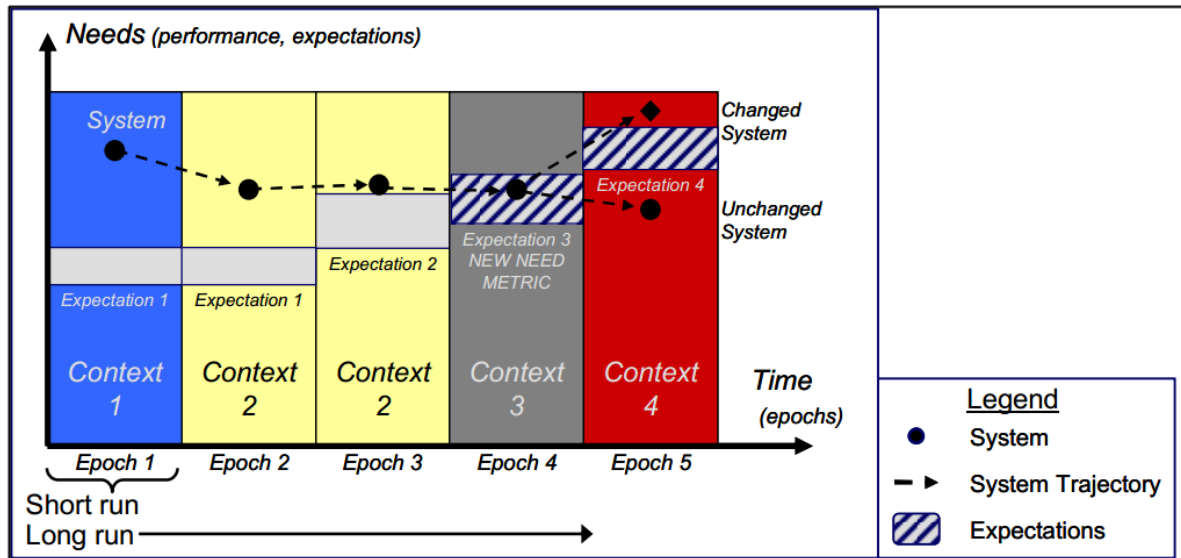 Needs (performance, expectations)
System
Changed
System
Expectation 4
Unchanged
System
Expectation 3
NEW NEED
METRIC
Expectation 2
Expectation 1
Expectation 1
Context
1
Context
2
Context
2
Context
3
Context
4
Time
(epochs)
Epoch 1
Epoch 2
Epoch 3
Epoch 4
Epoch 5
Short run
Long run
Legend
System
System Trajectory
Expectations